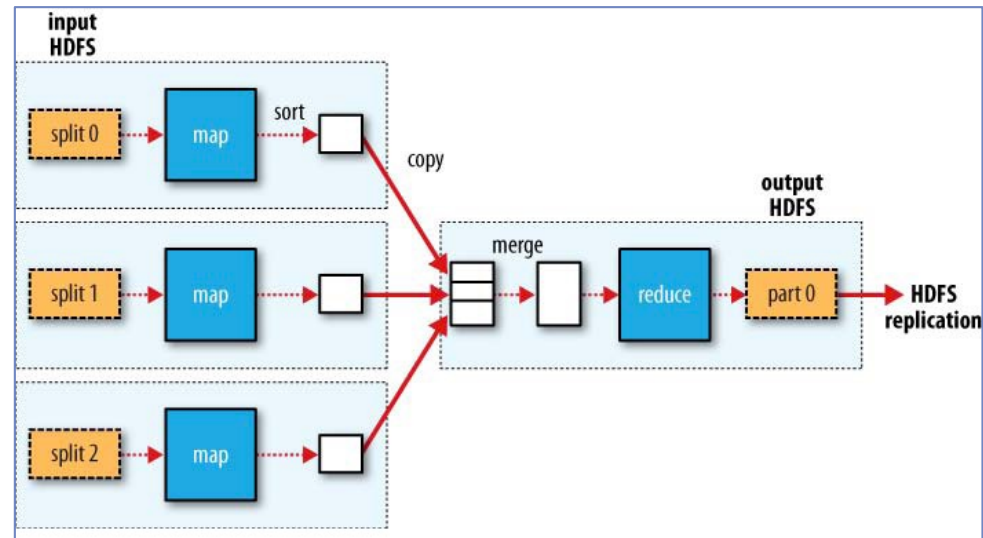 input
HDFS
split 0
map
sort
copy
split 1
map
output
HDFS
merge
reduce
part 0
HDFS
replication
split 2
map